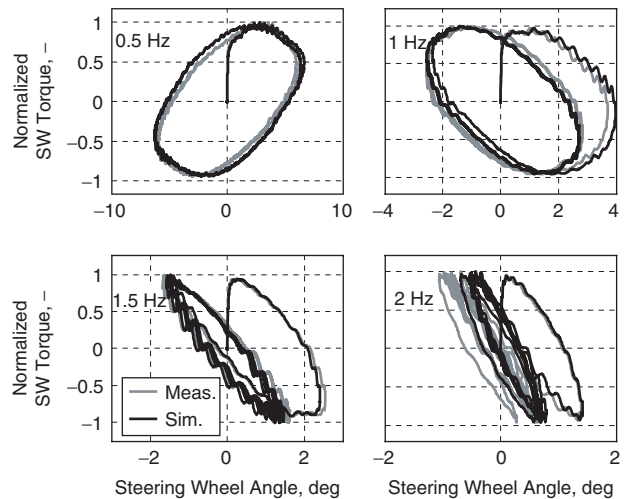 Normalized
SW Torque, –
1
0.5
0
−0.5
−1
0.5 Hz
−10
0
10
1 Hz
−4
−2
0
2
4
Normalized
SW Torque, –
1
0.5
0
−0.5
−1
1.5 Hz
Meas.
Sim.
−2
0
2
Steering Wheel Angle, deg
2 Hz
−2
0
2
Steering Wheel Angle, deg